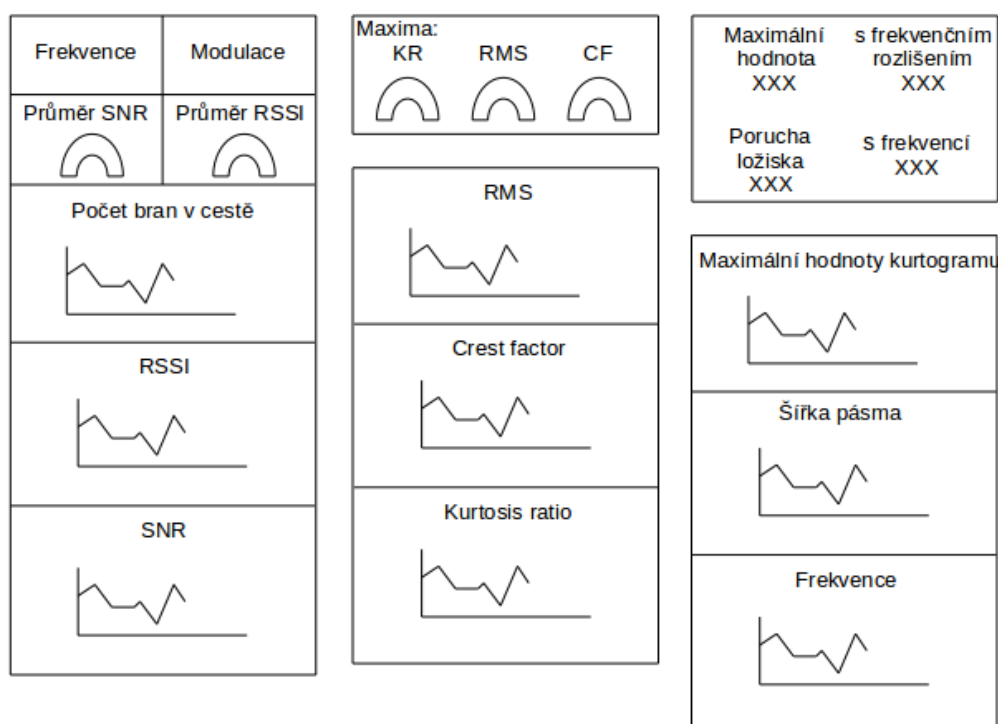 Frekvence
Modulace
Průměr SNR
Průměr RSSI
Počet bran v cestě
RSSI
SNR
Maxima:
KR
RMS
CF
RMS
Crest factor
Kurtosis ratio
Maximální
hodnota
XXX
s frekvenčním
rozlišením
XXX
Porucha
ložiska
XXX
s frekvencí
XXX
Maximální hodnoty kurtogramu
Šířka pásma
Frekvence